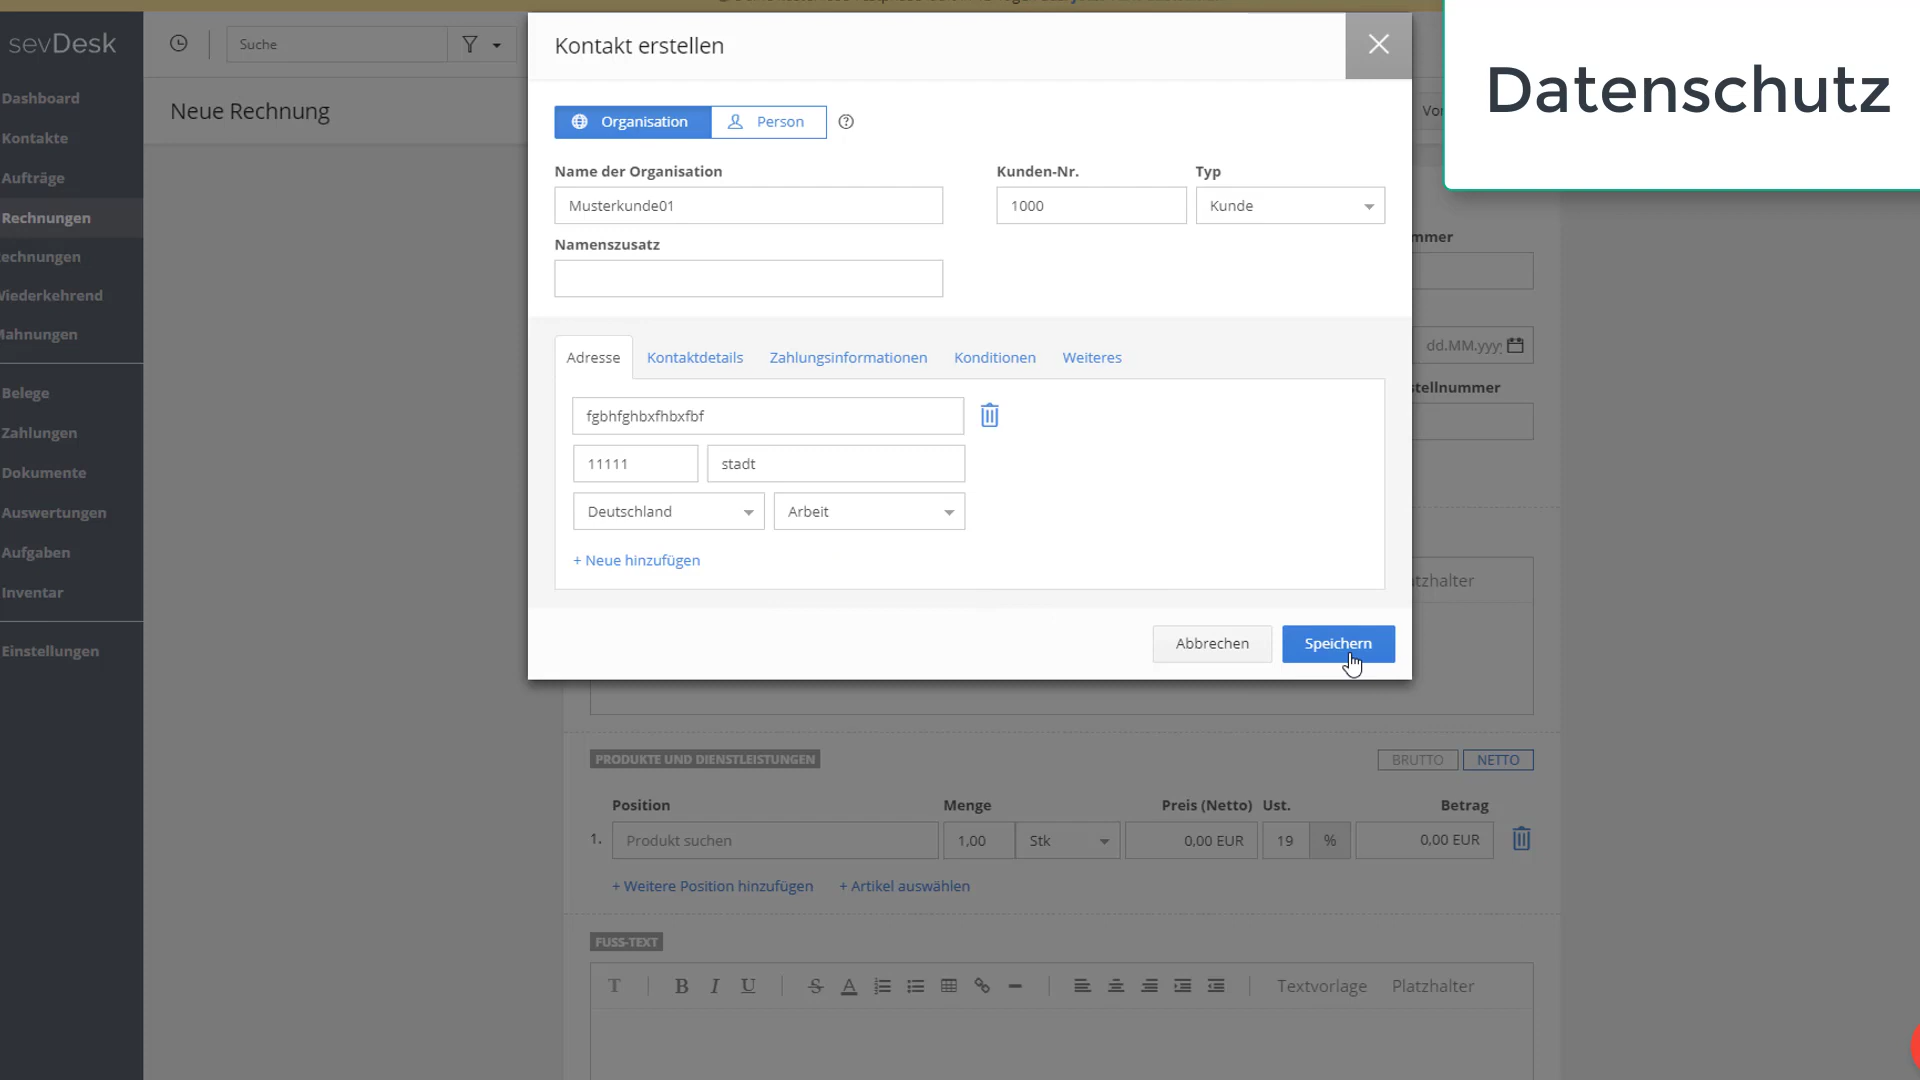 sevDesk
Suche
Kontakt erstellen
Datenschutz
Dashboard
Neue Rechnung
Kontakte
Organisation
Person
Aufträge
Name der Organisation
Kunden-Nr.
Typ
Rechnungen
Musterkunde01
1000
Kunde
Namenszusatz
mmer
echnungen
Wiederkehrend
Mahnungen
Adresse
Kontaktdetails
Zahlungsinformationen
Konditionen
Weiteres
dd.MM.yyy
stellnummer
Belege
fgbhfghbxfhbxfbf
Zahlungen
11111
stadt
Dokumente
Deutschland
Arbeit
Auswertungen
Aufgaben
+ Neue hinzufügen
tzhalter
Inventar
Einstellungen
Abbrechen
Speichern
PRODUKTE UND DIENSTLEISTUNGEN
BRUTTO
NETTO
Position
Menge
Preis (Netto)
Ust.
Betrag
1.
Produkt suchen
1,00
Stk
0,00 EUR
19
%
0,00 EUR
+ Weitere Position hinzufügen
+ Artikel auswählen
FUSS-TEXT
Textvorlage
Platzhalter